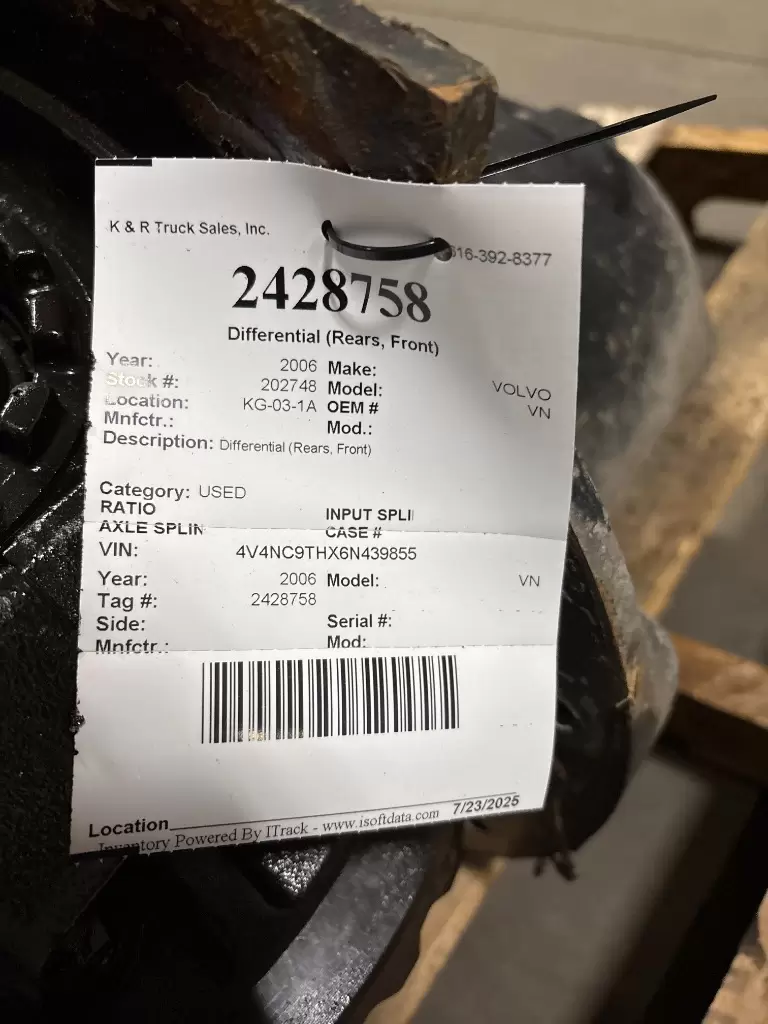 K & R Truck Sales, Inc.
616-392-8377
2428758
Differential (Rears, Front)
Year: 2006 Make: VOLVO
Stock #: 202748 Model: VN
Location: KG-03-1A OEM #
Mnfctr.: Mod.:
Description: Differential (Rears, Front)
Category: USED
RATIO INPUT SPLI
AXLE SPLIN CASE #
VIN: 4V4NC9THX6N439855
Year: 2006 Model: VN
Tag #: 2428758
Side: Serial #:
Mnfctr.: Mod:
Location 7/23/2025
Inventory Powered By ITrack - www.isoftdata.com